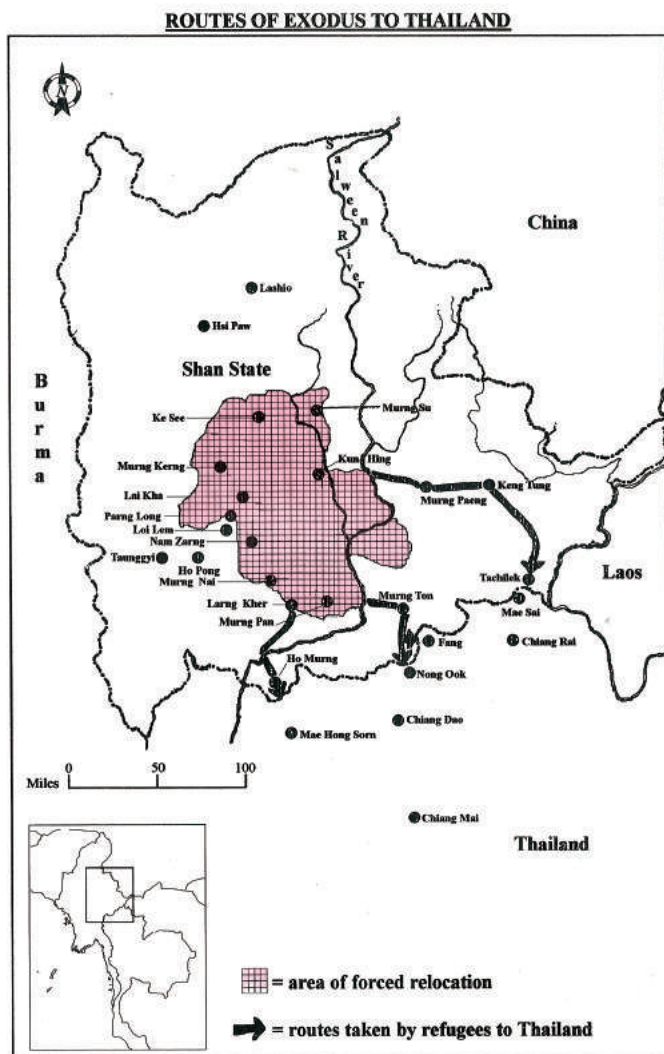 ROUTES OF EXODUS TO THAILAND
N
Salween River
China
Lashio
Hsi Paw
Shan State
Burma
Ke See
Murng Su
Murng Kerng
Kun Hing
Lai Kha
Murng Paeng
Keng Tung
Parng Long
Loi Lem
Nam Zarng
Taunggyi
Ho Pong
Tachilek
Laos
Murng Nai
Mae Sai
Larng Kher
Murng Ton
Murng Pan
Fang
Chiang Rai
Ho Murng
Nong Ook
Mae Hong Sorn
Chiang Dao
Miles
0 50 100
Chiang Mai
Thailand
= area of forced relocation
= routes taken by refugees to Thailand